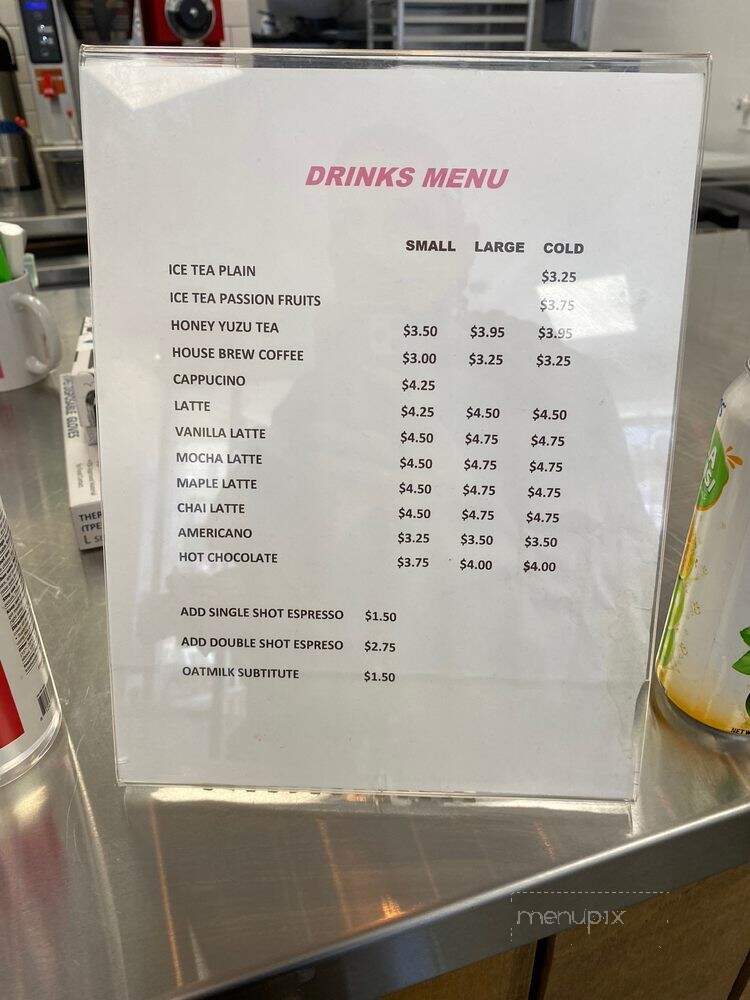 DRINKS MENU
SMALL LARGE COLD
ICE TEA PLAIN $3.25
ICE TEA PASSION FRUITS $3.75
HONEY YUZU TEA $3.50 $3.95 $3.95
HOUSE BREW COFFEE $3.00 $3.25 $3.25
CAPPUCINO $4.25
LATTE $4.25 $4.50 $4.50
VANILLA LATTE $4.50 $4.75 $4.75
MOCHA LATTE $4.50 $4.75 $4.75
MAPLE LATTE $4.50 $4.75 $4.75
CHAI LATTE $4.50 $4.75 $4.75
AMERICANO $3.25 $3.50 $3.50
HOT CHOCOLATE $3.75 $4.00 $4.00
ADD SINGLE SHOT ESPRESSO $1.50
ADD DOUBLE SHOT ESPRESO $2.75
OATMILK SUBTITUTE $1.50
GLOVES
(TPE
L
menupix